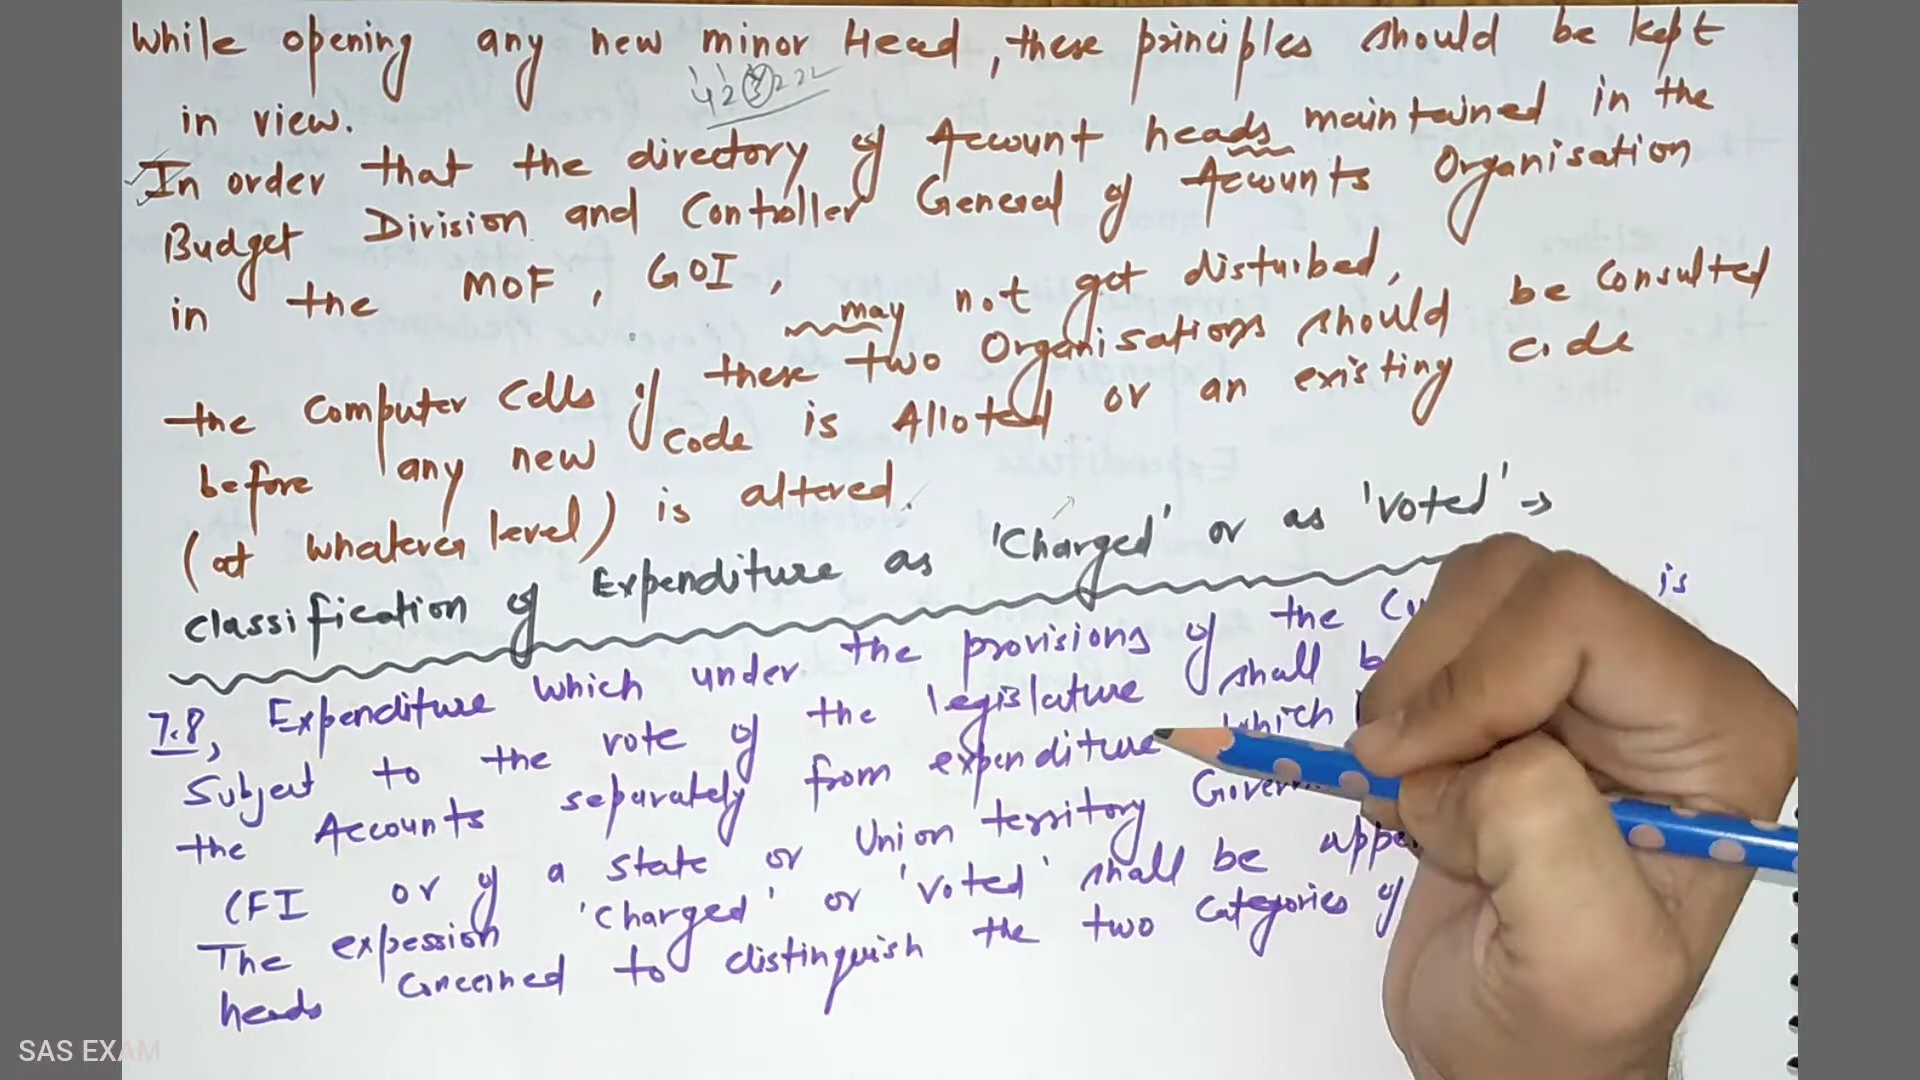 While opening any new minor Head, these principles should be kept
in view.
In order that the directory of Account heads maintained in the
Budget Division and Controller General of Accounts Organisation
in the MOF, GOI, may not get disturbed,
the Computer Cells of these two Organisations should be Consulted
before any new code is Alloted or an existing code
(at whatever level) is altered.
Classification of Expenditure as 'Charged' or as 'Voted' →
7.8, Expenditure which under the provisions of the is
Subject to the vote of the legislature shall
the Accounts separately from expenditure which
CFI or of a state or Union territory
The expession 'Charged' or 'Voted' shall be
heads Concerned to distinguish the two Categories of
SAS EXAM